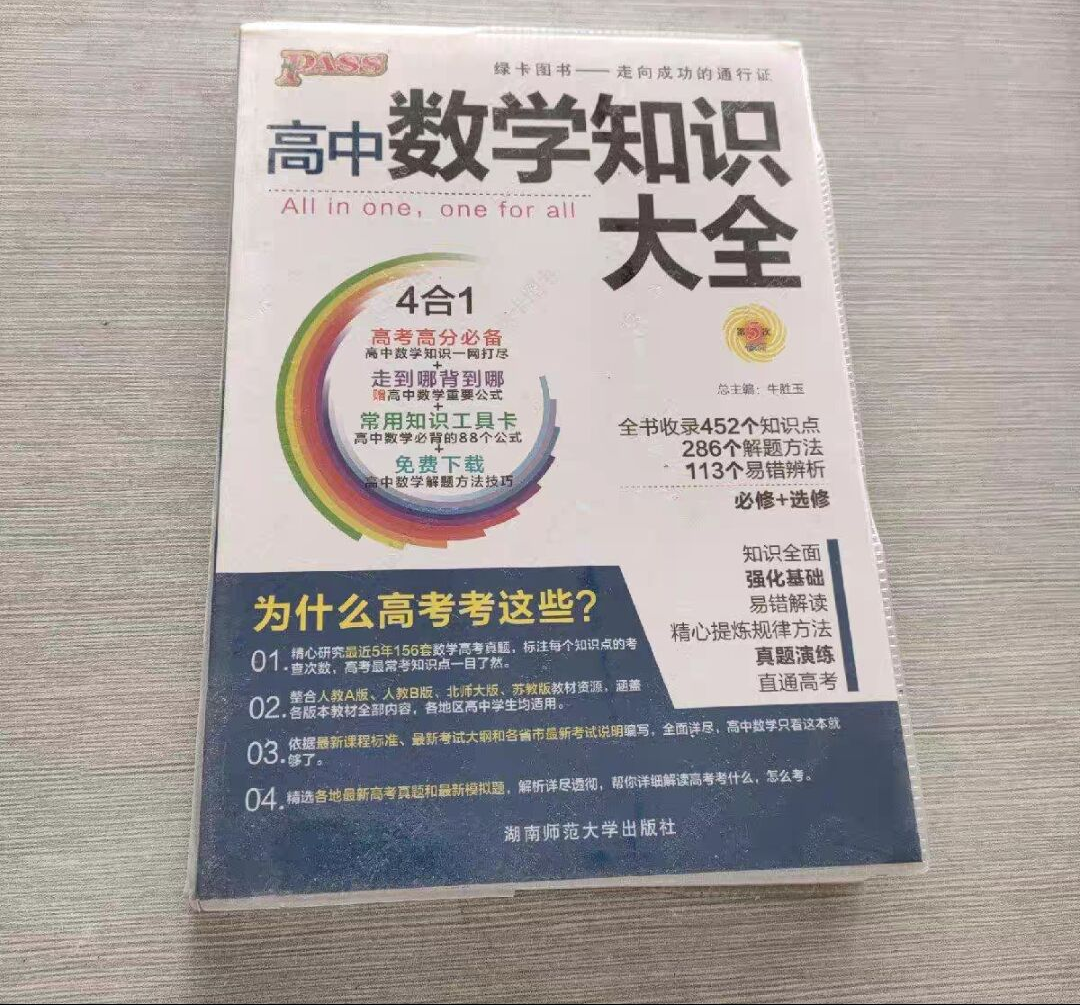 PASS
绿卡图书——走向成功的通行证
高中数学知识
大全
All in one, one for all
4合1
高考高分必备
高中数学知识一网打尽
+
走到哪背到哪
赠高中数学重要公式
+
常用知识工具卡
高中数学必背的88个公式
+
免费下载
高中数学解题方法技巧
第5次
总主编：牛胜玉
全书收录452个知识点
286个解题方法
113个易错辨析
必修+选修
知识全面
强化基础
易错解读
精心提炼规律方法
真题演练
直通高考
为什么高考考这些?
01.精心研究最近5年156套数学高考真题，标注每个知识点的考
查次数，高考最常考知识点一目了然。
02.整合人教A版、人教B版、北师大版、苏教版教材资源，涵盖
各版本教材全部内容，各地区高中学生均适用。
03.依据最新课程标准、最新考试大纲和各省市最新考试说明编写，全面详尽，高中数学只看这本就
够了。
04.精选各地最新高考真题和最新模拟题，解析详尽透彻，帮你详细解读高考考什么，怎么考。
湖南师范大学出版社